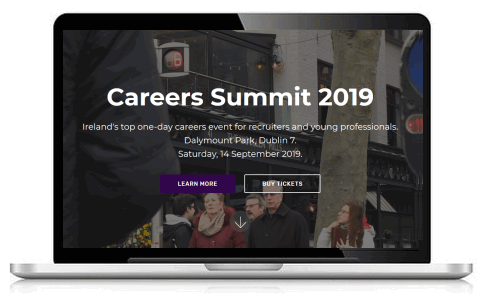 Careers Summit 2019
Ireland's top one-day careers event for recruiters and young professionals.
Dalymount Park, Dublin 7.
Saturday, 14 September 2019.
LEARN MORE
BUY TICKETS